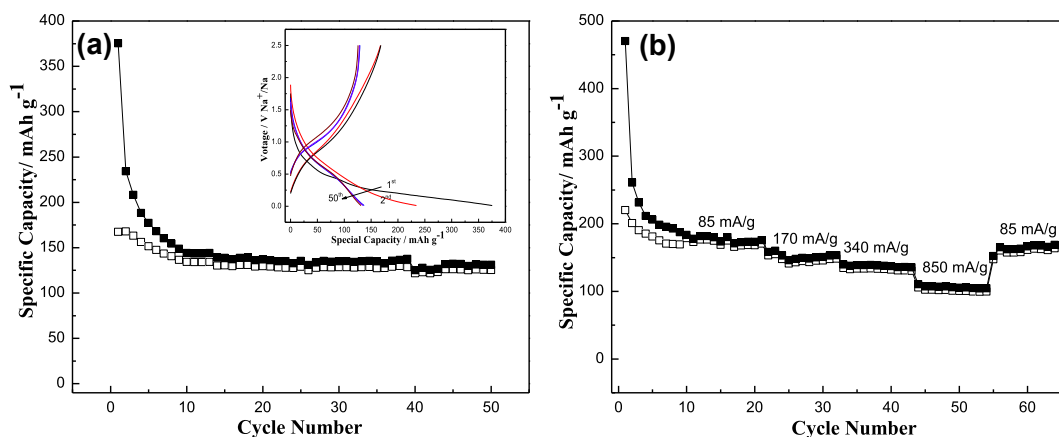 (a)
400
350
300
250
200
150
100
50
0
Specific Capacity/ mAh g-1
0 10 20 30 40 50
Cycle Number
2.5
2.0
1.5
1.0
0.5
0.0
Votage / V Na+/Na
1st
50th
2nd
0 50 100 150 200 250 300 350 400
Special Capacity / mAh g-1
(b)
500
400
300
200
100
0
Specific Capacity/ mAh g-1
85 mA/g
170 mA/g
340 mA/g
850 mA/g
85 mA/g
0 10 20 30 40 50 60
Cycle Number